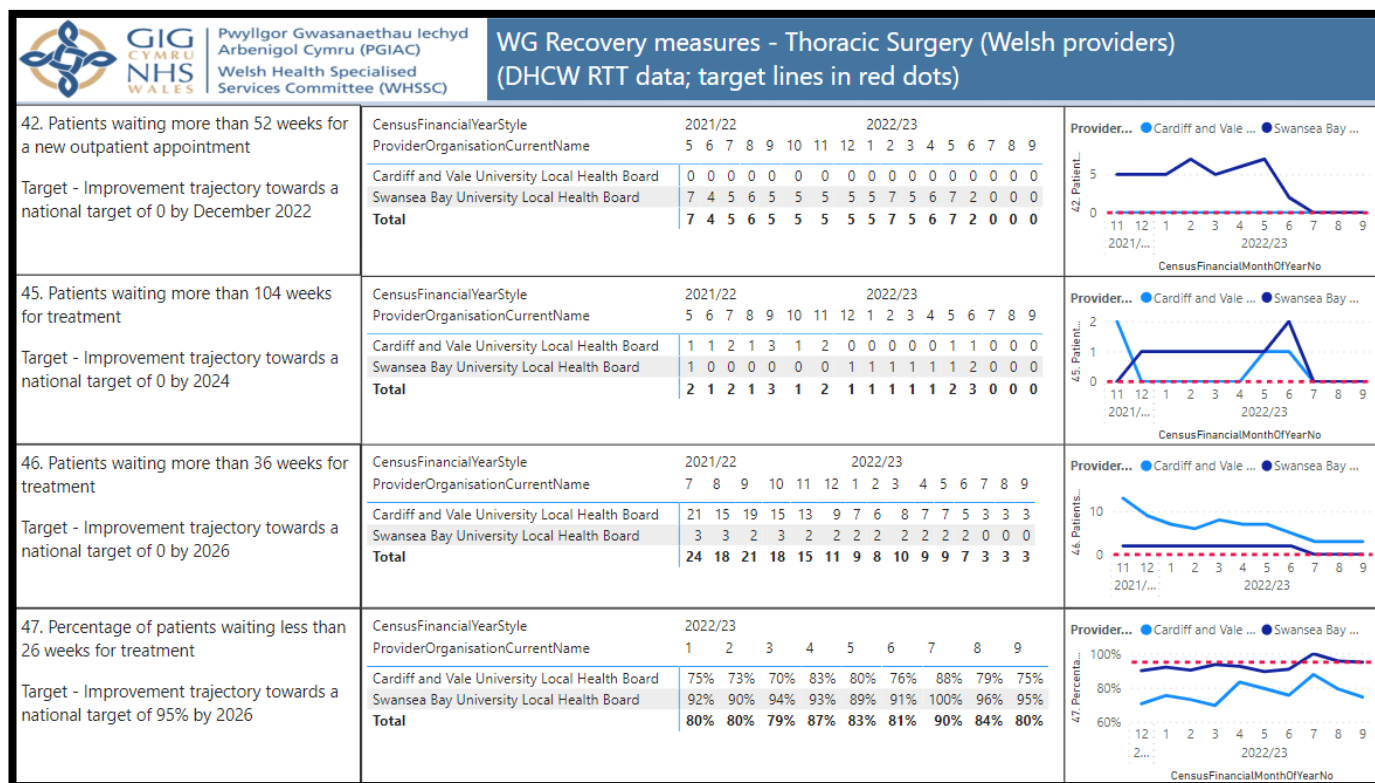 GIG
CYMRU
NHS
WALES
Pwyllgor Gwasanaethau Iechyd
Arbenigol Cymru (PGIAC)
Welsh Health Specialised
Services Committee (WHSSC)
WG Recovery measures - Thoracic Surgery (Welsh providers)
(DHCW RTT data; target lines in red dots)
42. Patients waiting more than 52 weeks for
a new outpatient appointment
Target - Improvement trajectory towards a
national target of 0 by December 2022
CensusFinancialYearStyle 2021/22 2022/23
ProviderOrganisationCurrentName 5 6 7 8 9 10 11 12 1 2 3 4 5 6 7 8 9
Cardiff and Vale University Local Health Board 0 0 0 0 0 0 0 0 0 0 0 0 0 0 0 0 0
Swansea Bay University Local Health Board 7 4 5 6 5 5 5 5 5 7 5 6 7 2 0 0 0
Total 7 4 5 6 5 5 5 5 5 7 5 6 7 2 0 0 0
Provider... Cardiff and Vale ... Swansea Bay ...
42. Patient...
5
0
11 12 1 2 3 4 5 6 7 8 9
2021/... 2022/23
CensusFinancialMonthOfYearNo
45. Patients waiting more than 104 weeks
for treatment
Target - Improvement trajectory towards a
national target of 0 by 2024
CensusFinancialYearStyle 2021/22 2022/23
ProviderOrganisationCurrentName 5 6 7 8 9 10 11 12 1 2 3 4 5 6 7 8 9
Cardiff and Vale University Local Health Board 1 1 2 1 3 1 2 0 0 0 0 0 1 1 0 0 0
Swansea Bay University Local Health Board 1 0 0 0 0 0 0 1 1 1 1 1 1 2 0 0 0
Total 2 1 2 1 3 1 2 1 1 1 1 1 2 3 0 0 0
Provider... Cardiff and Vale ... Swansea Bay ...
45. Patient...
2
1
0
11 12 1 2 3 4 5 6 7 8 9
2021/... 2022/23
CensusFinancialMonthOfYearNo
46. Patients waiting more than 36 weeks for
treatment
Target - Improvement trajectory towards a
national target of 0 by 2026
CensusFinancialYearStyle 2021/22 2022/23
ProviderOrganisationCurrentName 7 8 9 10 11 12 1 2 3 4 5 6 7 8 9
Cardiff and Vale University Local Health Board 21 15 19 15 13 9 7 6 8 7 7 5 3 3 3
Swansea Bay University Local Health Board 3 3 2 3 2 2 2 2 2 2 2 2 0 0 0
Total 24 18 21 18 15 11 9 8 10 9 9 7 3 3 3
Provider... Cardiff and Vale ... Swansea Bay ...
46. Patients...
10
0
11 12 1 2 3 4 5 6 7 8 9
2021/... 2022/23
47. Percentage of patients waiting less than
26 weeks for treatment
Target - Improvement trajectory towards a
national target of 95% by 2026
CensusFinancialYearStyle 2022/23
ProviderOrganisationCurrentName 1 2 3 4 5 6 7 8 9
Cardiff and Vale University Local Health Board 75% 73% 70% 83% 80% 76% 88% 79% 75%
Swansea Bay University Local Health Board 92% 90% 94% 93% 89% 91% 100% 96% 95%
Total 80% 80% 79% 87% 83% 81% 90% 84% 80%
Provider... Cardiff and Vale ... Swansea Bay ...
47. Percenta...
100%
80%
60%
12 1 2 3 4 5 6 7 8 9
2... 2022/23
CensusFinancialMonthOfYearNo